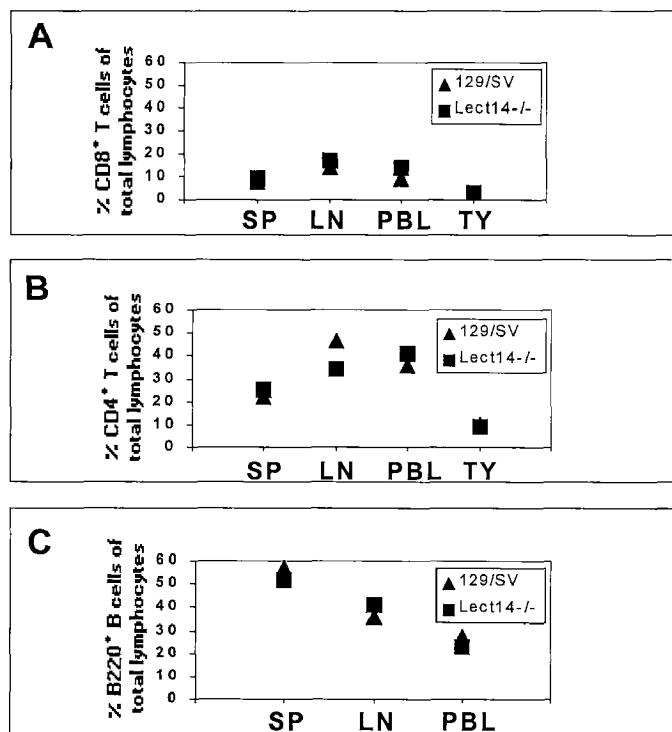 A
% CD8+ T cells of
total lymphocytes
60
50
40
30
20
10
0
▲ 129/SV
■ Lect14-/-
SP LN PBL TY
B
% CD4+ T cells of
total lymphocytes
60
50
40
30
20
10
0
▲ 129/SV
■ Lect14-/-
SP LN PBL TY
C
% B220+ B cells of
total lymphocytes
60
50
40
30
20
10
0
▲ 129/SV
■ Lect14-/-
SP LN PBL